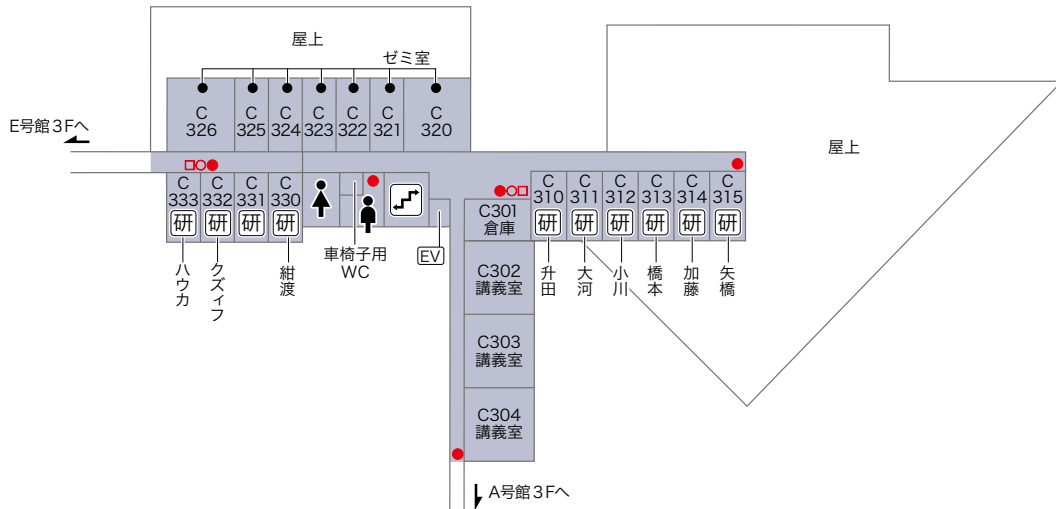 屋上
ゼミ室
C 326
C 325
C 324
C 323
C 322
C 321
C 320
屋上
E号館3Fへ
C 333
C 332
C 331
C 330
研
研
研
研
ハウカ
クズィフ
紺渡
車椅子用
WC
EV
C301
倉庫
C 310
C 311
C 312
C 313
C 314
C 315
研
研
研
研
研
研
升田
大河
小川
橋本
加藤
矢橋
C302
講義室
C303
講義室
C304
講義室
A号館3Fへ